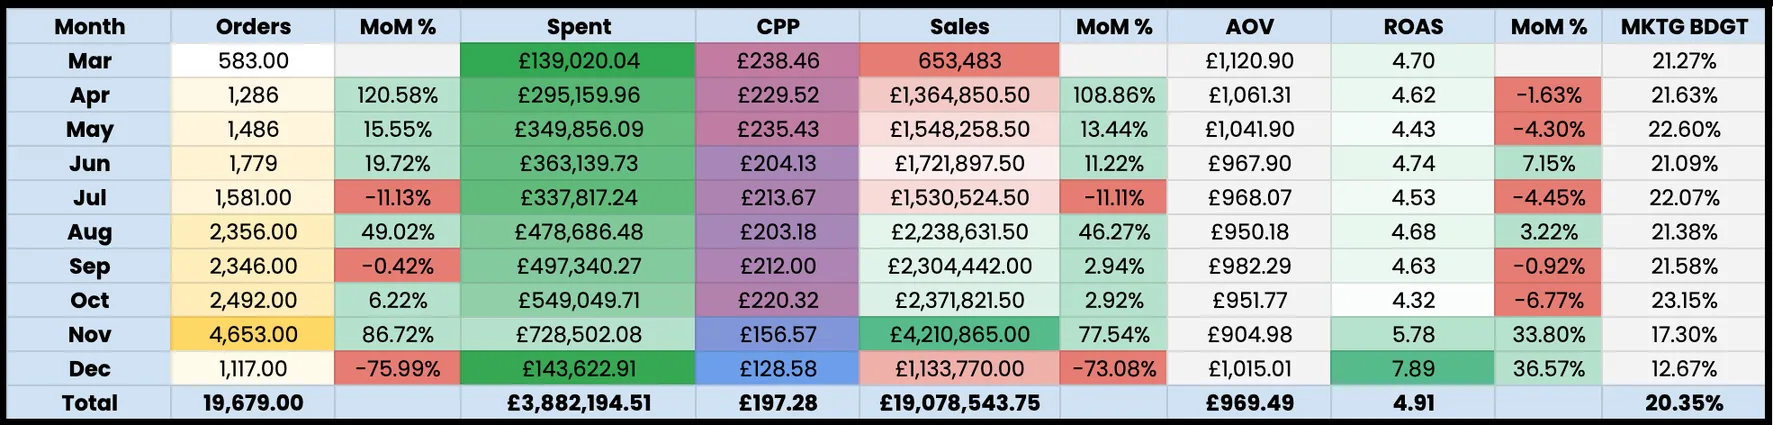 Month Orders MoM % Spent CPP Sales MoM % AOV ROAS MoM % MKTG BDGT
Mar 583.00 £139,020.04 £238.46 653,483 £1,120.90 4.70 21.27%
Apr 1,286 120.58% £295,159.96 £229.52 £1,364,850.50 108.86% £1,061.31 4.62 -1.63% 21.63%
May 1,486 15.55% £349,856.09 £235.43 £1,548,258.50 13.44% £1,041.90 4.43 -4.30% 22.60%
Jun 1,779 19.72% £363,139.73 £204.13 £1,721,897.50 11.22% £967.90 4.74 7.15% 21.09%
Jul 1,581.00 -11.13% £337,817.24 £213.67 £1,530,524.50 -11.11% £968.07 4.53 -4.45% 22.07%
Aug 2,356.00 49.02% £478,686.48 £203.18 £2,238,631.50 46.27% £950.18 4.68 3.22% 21.38%
Sep 2,346.00 -0.42% £497,340.27 £212.00 £2,304,442.00 2.94% £982.29 4.63 -0.92% 21.58%
Oct 2,492.00 6.22% £549,049.71 £220.32 £2,371,821.50 2.92% £951.77 4.32 -6.77% 23.15%
Nov 4,653.00 86.72% £728,502.08 £156.57 £4,210,865.00 77.54% £904.98 5.78 33.80% 17.30%
Dec 1,117.00 -75.99% £143,622.91 £128.58 £1,133,770.00 -73.08% £1,015.01 7.89 36.57% 12.67%
Total 19,679.00 £3,882,194.51 £197.28 £19,078,543.75 £969.49 4.91 20.35%